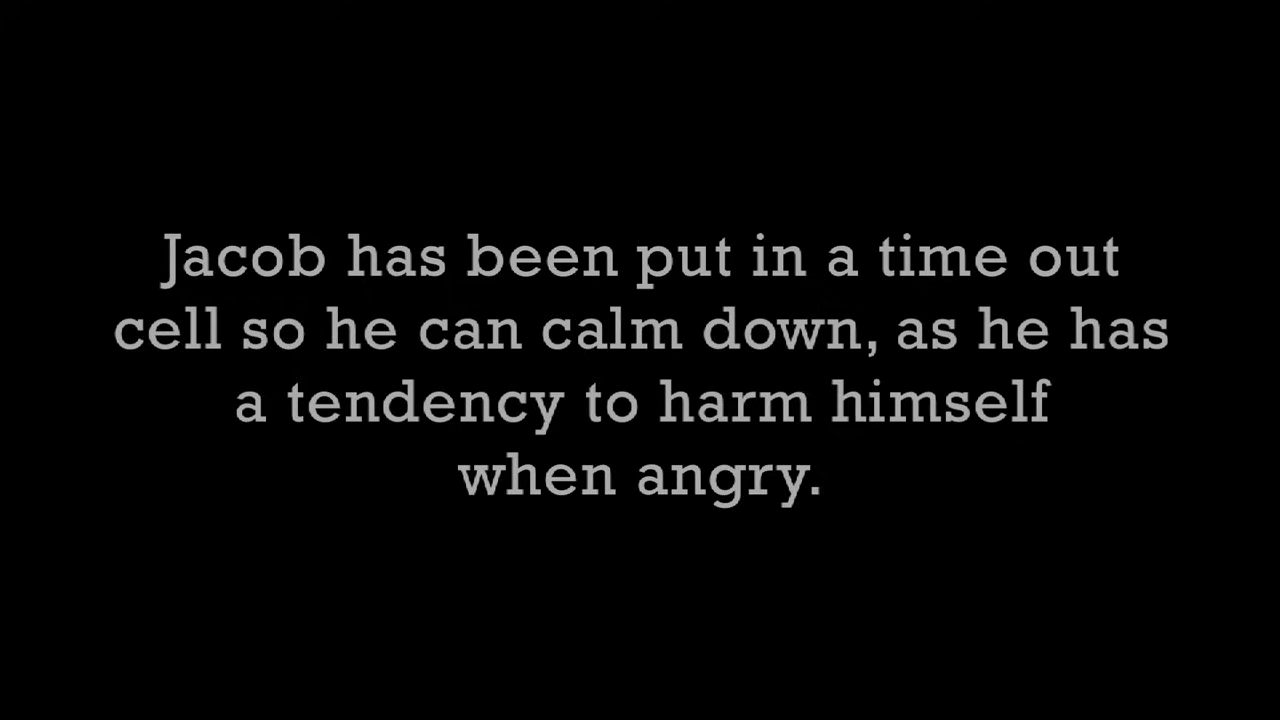 Jacob has been put in a time out
cell so he can calm down, as he has
a tendency to harm himself
when angry.